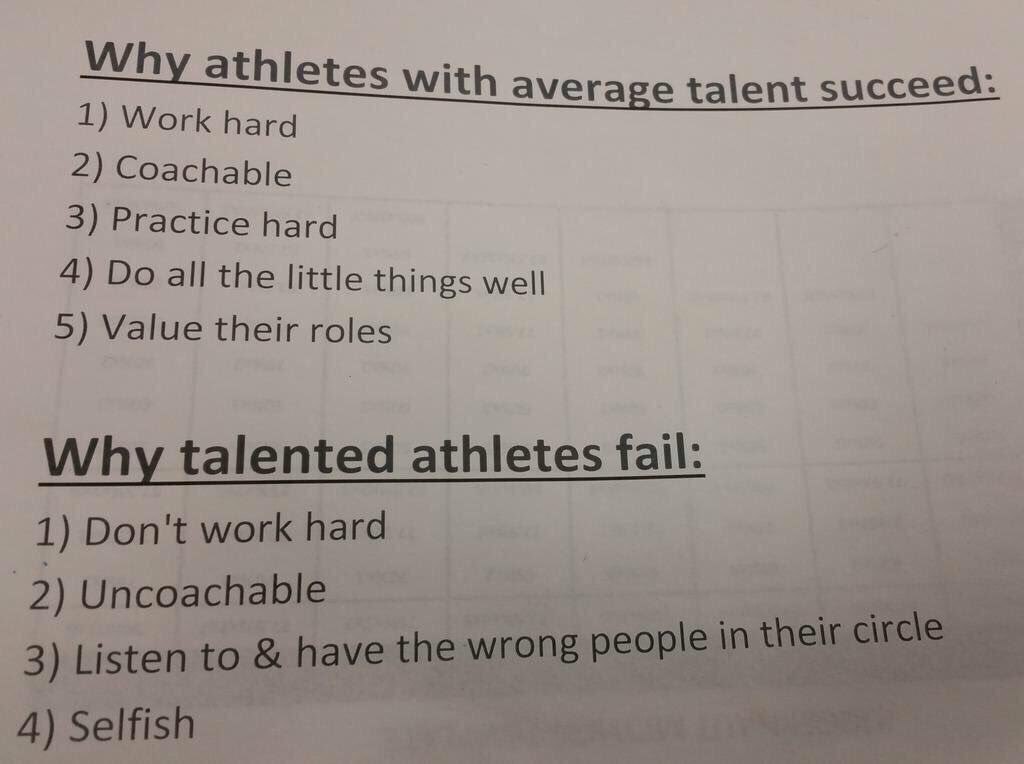 Why athletes with average talent succeed:
1) Work hard
2) Coachable
3) Practice hard
4) Do all the little things well
5) Value their roles
Why talented athletes fail:
1) Don't work hard
2) Uncoachable
3) Listen to & have the wrong people in their circle
4) Selfish